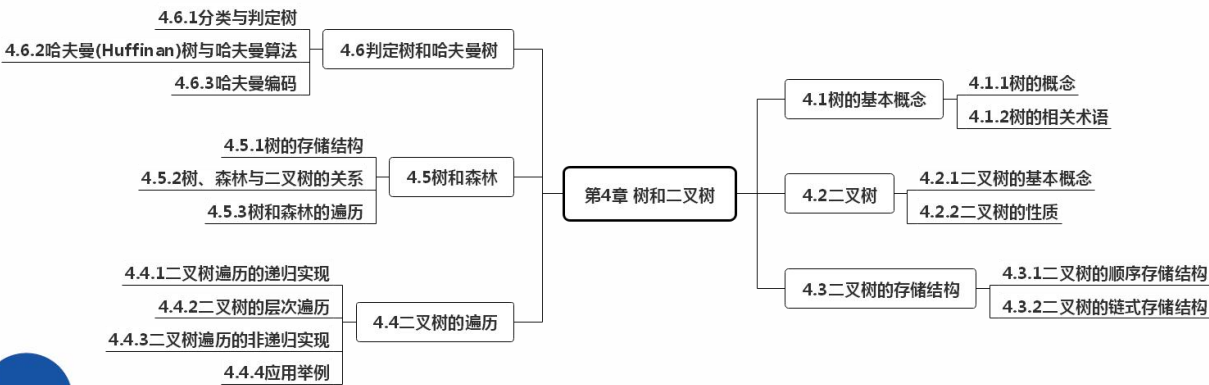 第4章 树和二叉树
4.1树的基本概念
4.1.1树的概念
4.1.2树的相关术语
4.2二叉树
4.2.1二叉树的基本概念
4.2.2二叉树的性质
4.3二叉树的存储结构
4.3.1二叉树的顺序存储结构
4.3.2二叉树的链式存储结构
4.4二叉树的遍历
4.4.1二叉树遍历的递归实现
4.4.2二叉树的层次遍历
4.4.3二叉树遍历的非递归实现
4.4.4应用举例
4.5树和森林
4.5.1树的存储结构
4.5.2树、森林与二叉树的关系
4.5.3树和森林的遍历
4.6判定树和哈夫曼树
4.6.1分类与判定树
4.6.2哈夫曼(Huffinan)树与哈夫曼算法
4.6.3哈夫曼编码